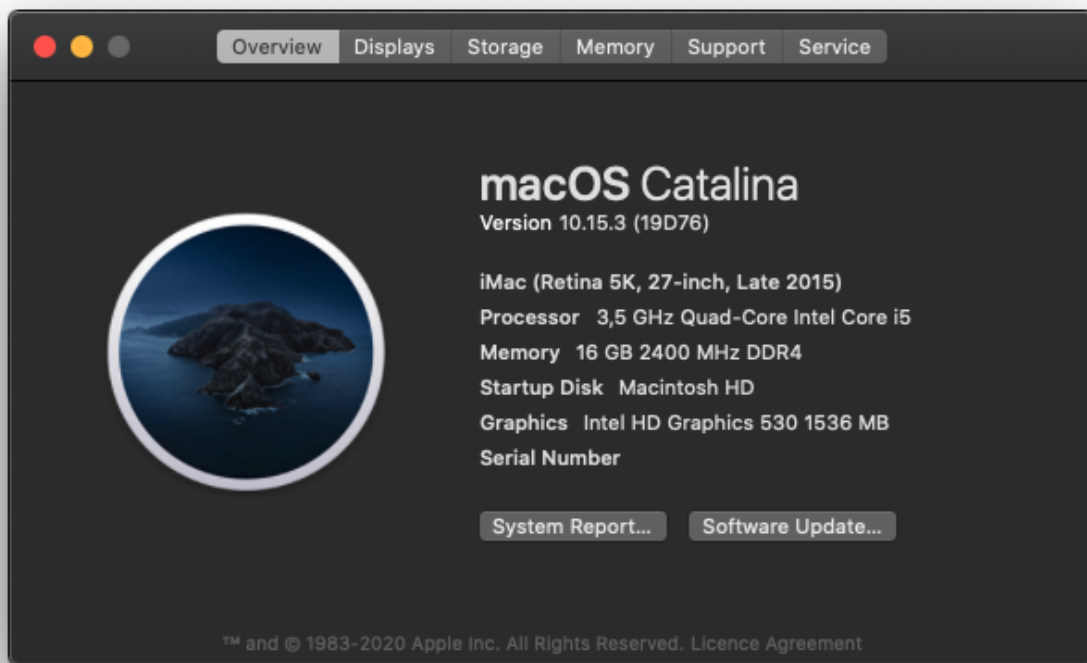 Overview Displays Storage Memory Support Service
macOS Catalina
Version 10.15.3 (19D76)
iMac (Retina 5K, 27-inch, Late 2015)
Processor 3,5 GHz Quad-Core Intel Core i5
Memory 16 GB 2400 MHz DDR4
Startup Disk Macintosh HD
Graphics Intel HD Graphics 530 1536 MB
Serial Number
System Report... Software Update...
™ and © 1983-2020 Apple Inc. All Rights Reserved. Licence Agreement